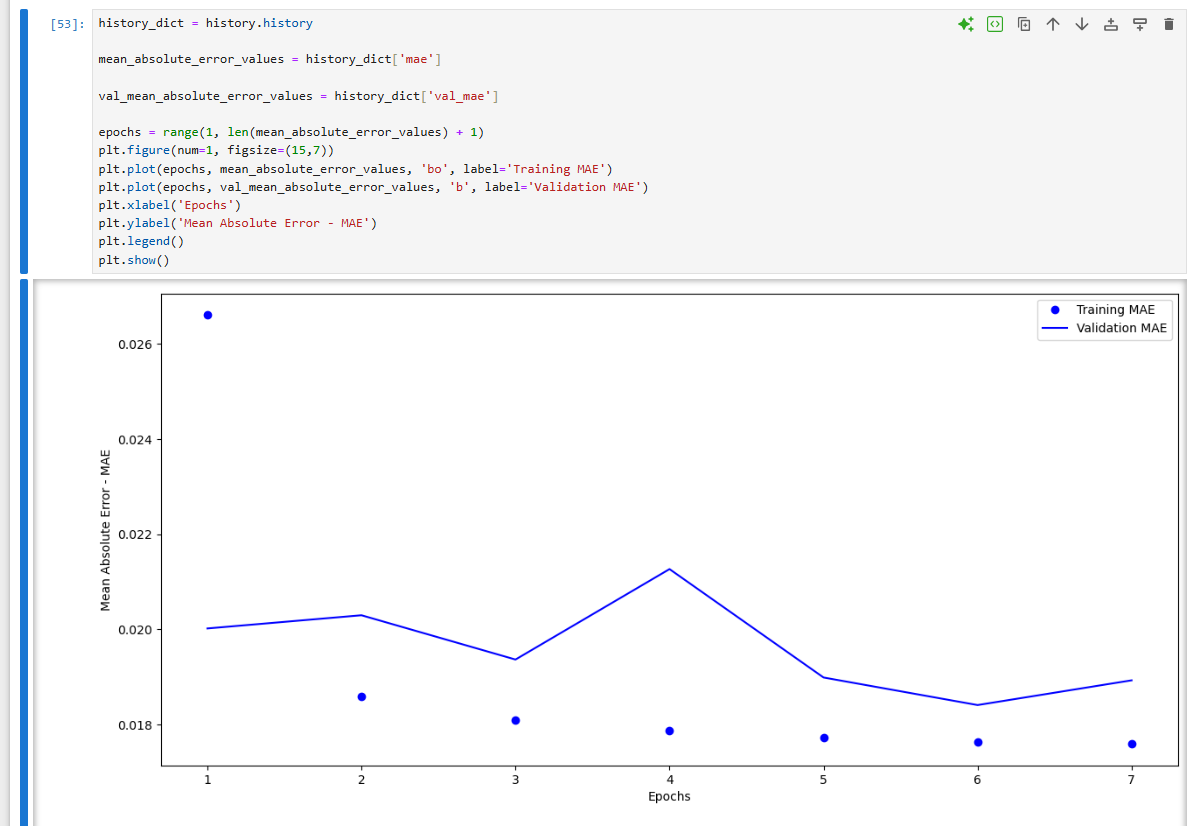 [53]:
history_dict = history.history
mean_absolute_error_values = history_dict['mae']
val_mean_absolute_error_values = history_dict['val_mae']
epochs = range(1, len(mean_absolute_error_values) + 1)
plt.figure(num=1, figsize=(15,7))
plt.plot(epochs, mean_absolute_error_values, 'bo', label='Training MAE')
plt.plot(epochs, val_mean_absolute_error_values, 'b', label='Validation MAE')
plt.xlabel('Epochs')
plt.ylabel('Mean Absolute Error - MAE')
plt.legend()
plt.show()
Training MAE
Validation MAE
0.026
0.024
0.022
0.020
0.018
Mean Absolute Error - MAE
1 2 3 4 5 6 7
Epochs